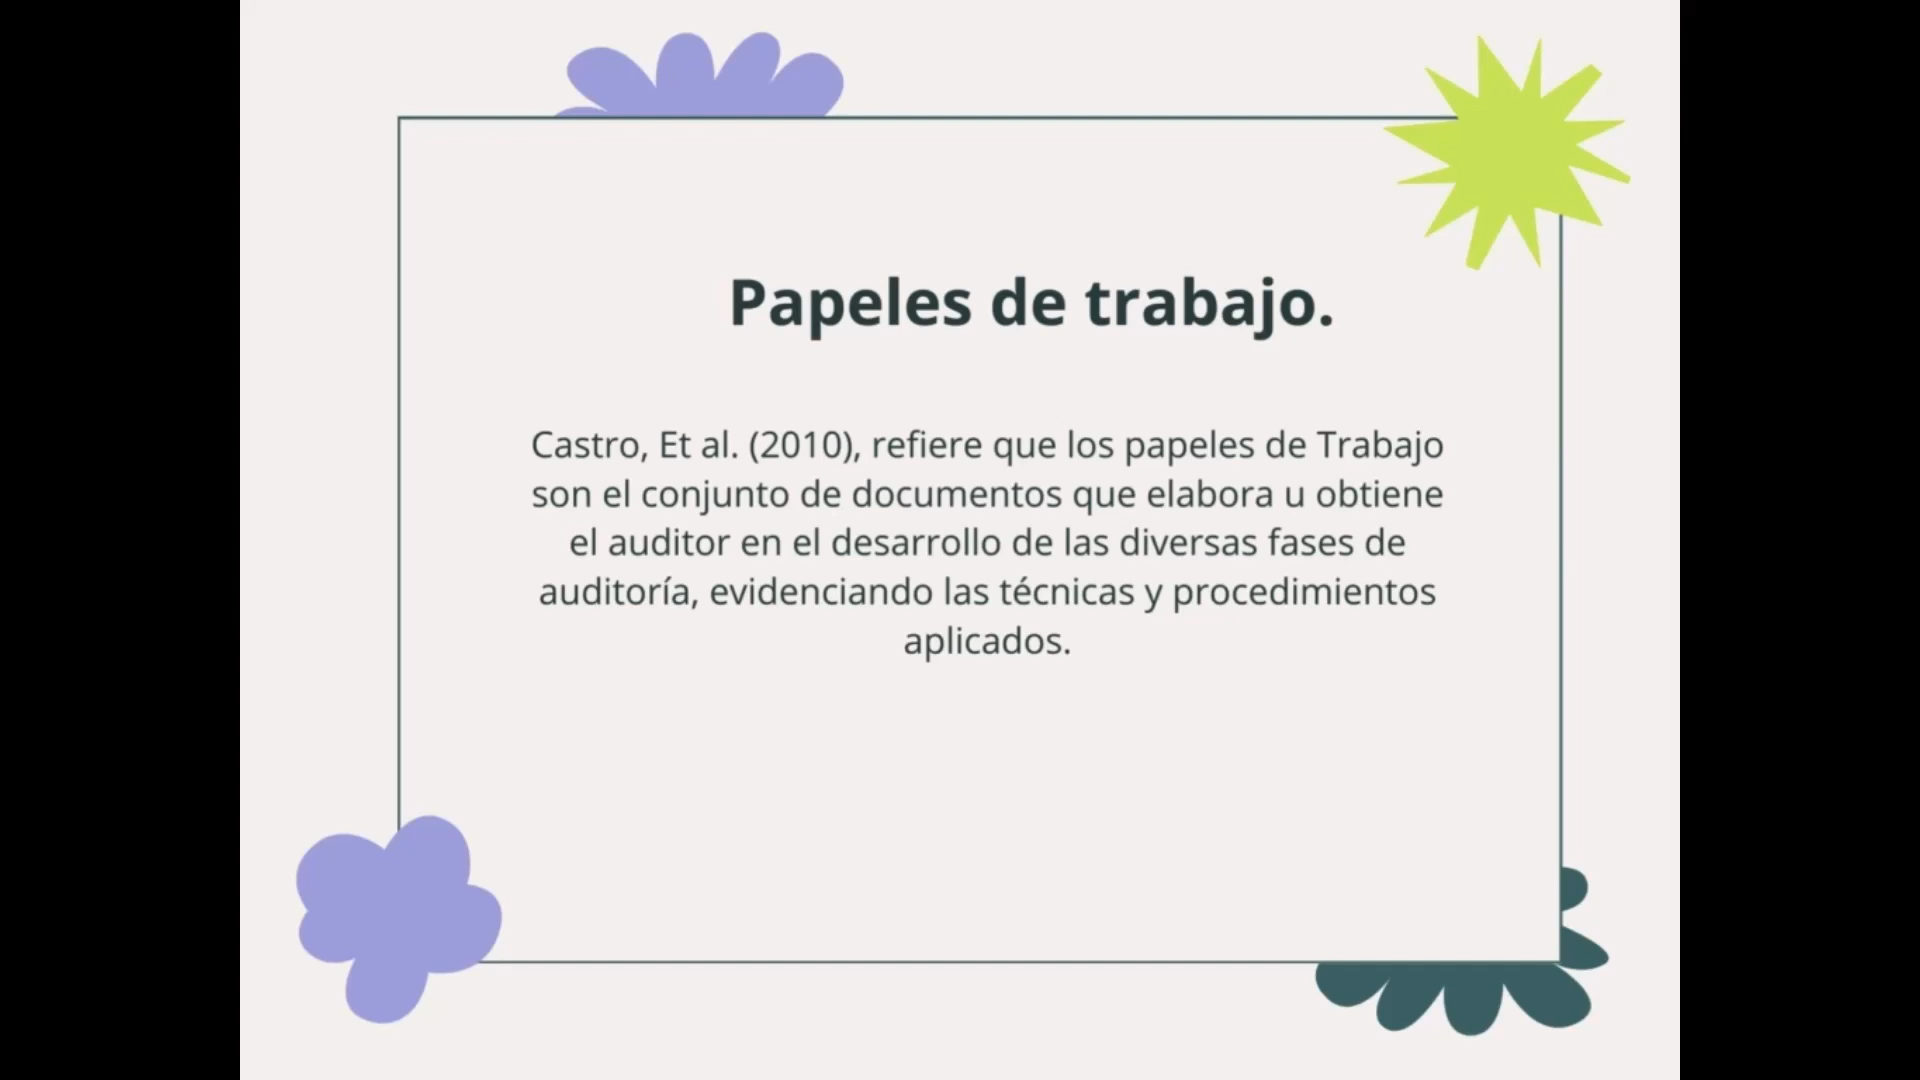 Papeles de trabajo.
Castro, Et al. (2010), refiere que los papeles de Trabajo
son el conjunto de documentos que elabora u obtiene
el auditor en el desarrollo de las diversas fases de
auditoría, evidenciando las técnicas y procedimientos
aplicados.